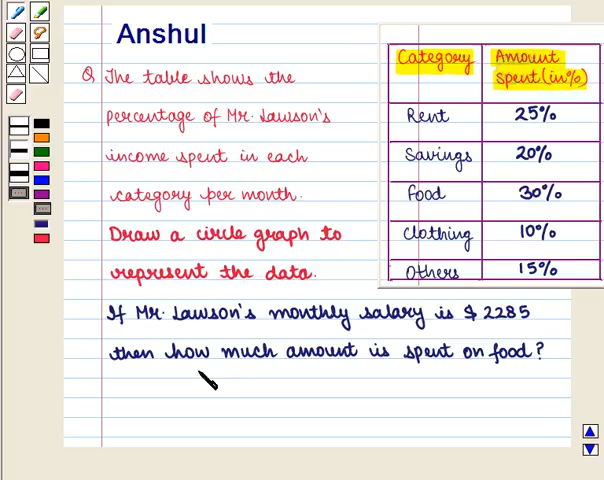 Anshul
Q The table shows the
percentage of Mr. Lawson's
income spent in each
category per month.
Draw a circle graph to
represent the data.
If Mr. Lawson's monthly salary is $ 2285
then how much amount is spent on food?
Category Amount spent (in %)
Rent 25%
Savings 20%
Food 30%
Clothing 10%
Others 15%